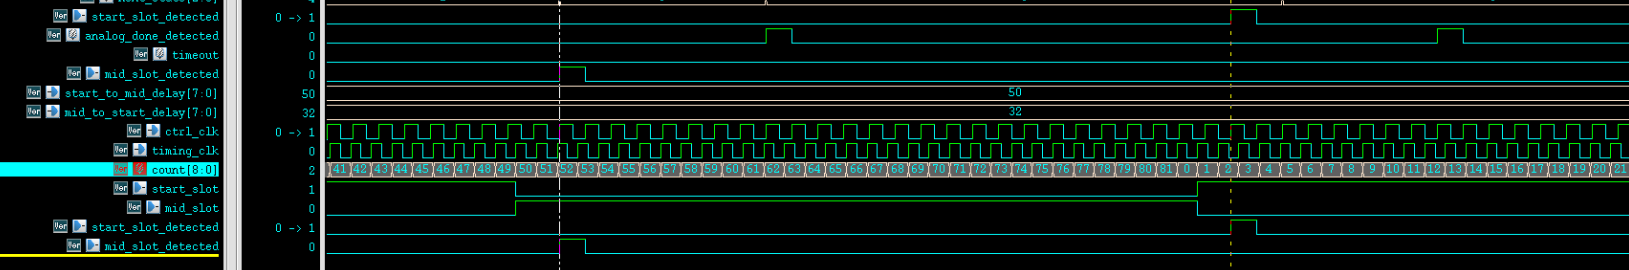 start_slot_detected 0 -> 1
analog_done_detected 0
timeout 0
mid_slot_detected 0
start_to_mid_delay[7:0] 50 50
mid_to_start_delay[7:0] 32 32
ctrl_clk 0 -> 1
timing_clk 0
count[8:0] 2 41 42 43 44 45 46 47 48 49 50 51 52 53 54 55 56 57 58 59 60 61 62 63 64 65 66 67 68 69 70 71 72 73 74 75 76 77 78 79 80 81 0 1 2 3 4 5 6 7 8 9 10 11 12 13 14 15 16 17 18 19 20 21
start_slot 1
mid_slot 0
start_slot_detected 0 -> 1
mid_slot_detected 0